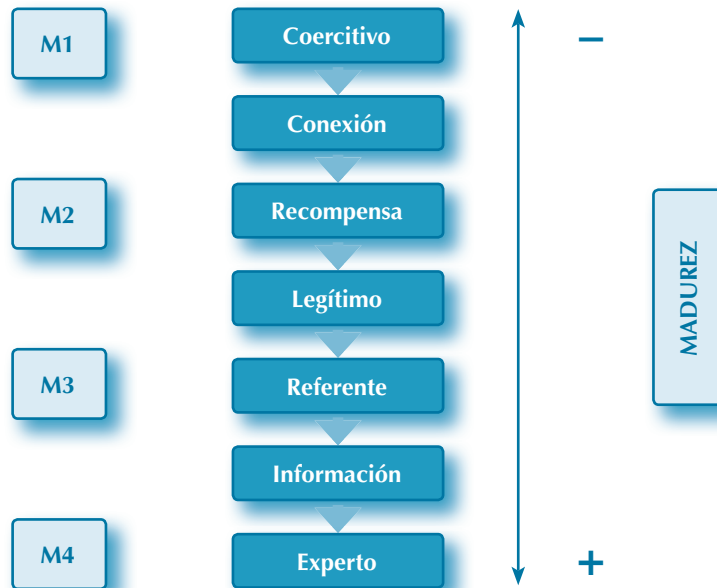 M1
Coercitivo
–
Conexión
M2
Recompensa
Legítimo
MADUREZ
M3
Referente
Información
M4
Experto
+